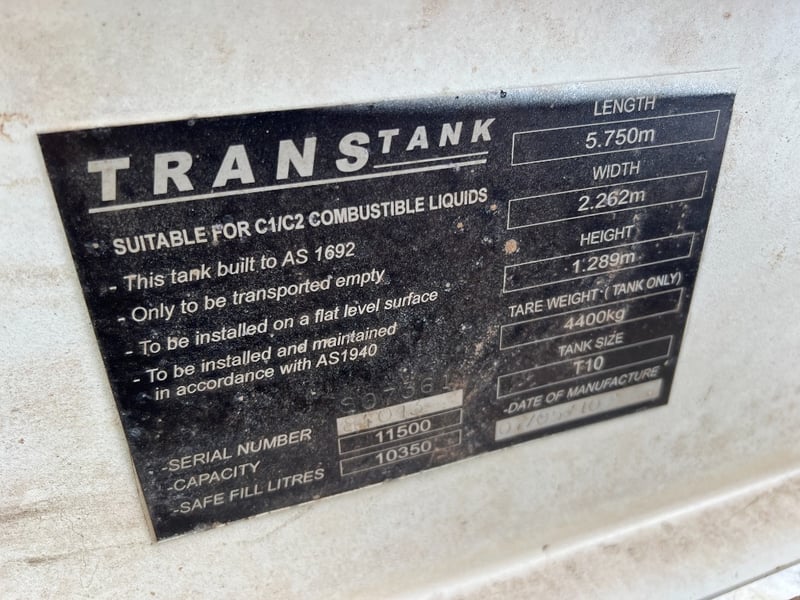 TRANSTANK
SUITABLE FOR C1/C2 COMBUSTIBLE LIQUIDS
- This tank built to AS 1692
- Only to be transported empty
- To be installed on a flat level surface
- To be installed and maintained
in accordance with AS1940
SO7361
-SERIAL NUMBER
-CAPACITY 11500
-SAFE FILL LITRES 10350
LENGTH
5.750m
WIDTH
2.262m
HEIGHT
1.289m
TARE WEIGHT ( TANK ONLY)
4400kg
TANK SIZE
T10
-DATE OF MANUFACTURE